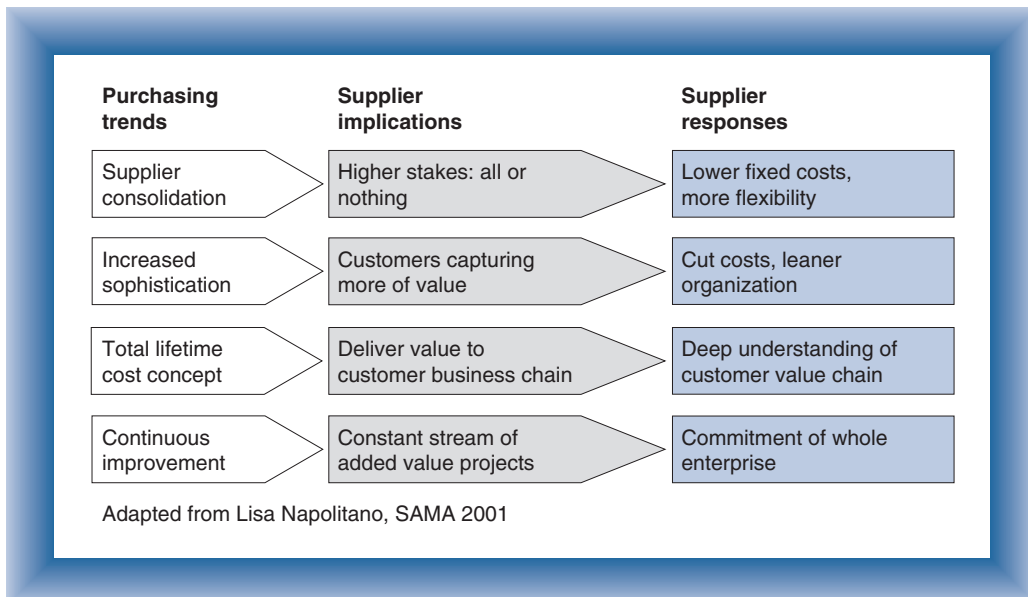 Purchasing
trends
Supplier
implications
Supplier
responses
Supplier
consolidation
Higher stakes: all or
nothing
Lower fixed costs,
more flexibility
Increased
sophistication
Customers capturing
more of value
Cut costs, leaner
organization
Total lifetime
cost concept
Deliver value to
customer business chain
Deep understanding of
customer value chain
Continuous
improvement
Constant stream of
added value projects
Commitment of whole
enterprise
Adapted from Lisa Napolitano, SAMA 2001